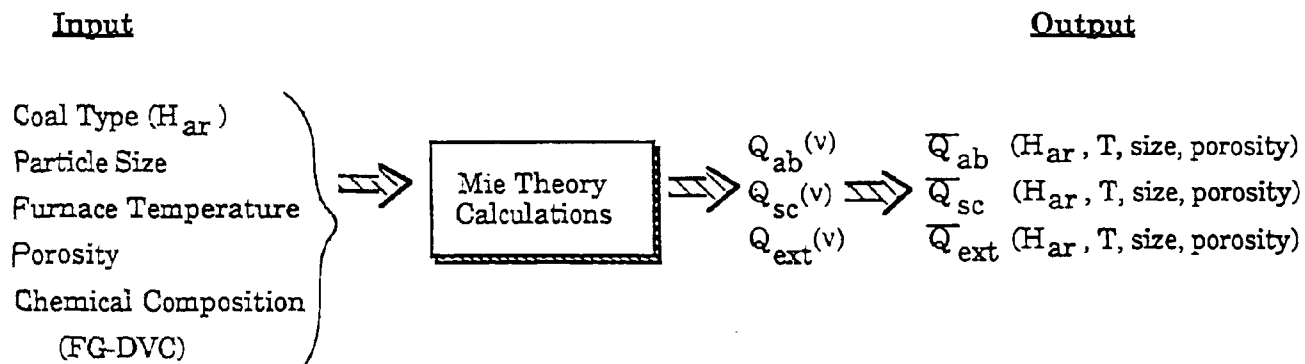 Input
Output
Coal Type (H_ar)
Particle Size
Furnace Temperature
Porosity
Chemical Composition
(FG-DVC)
Mie Theory
Calculations
Q_ab(ν)
Q_sc(ν)
Q_ext(ν)
Q̅_ab (H_ar, T, size, porosity)
Q̅_sc (H_ar, T, size, porosity)
Q̅_ext (H_ar, T, size, porosity)